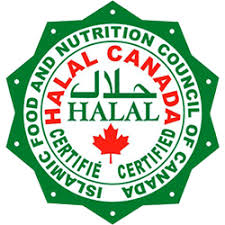 ISLAMIC FOOD AND NUTRITION COUNCIL OF CANADA
HALAL CANADA
حلال
HALAL
CERTIFIÉ CERTIFIED